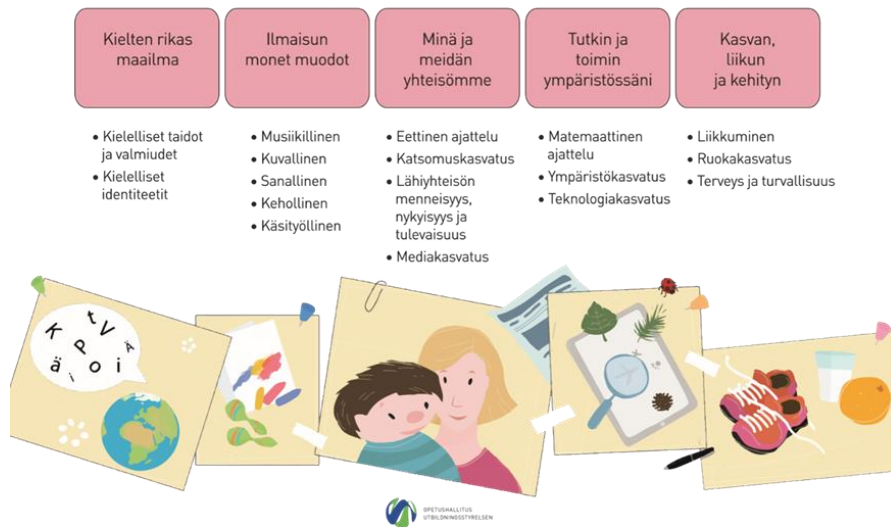 Kielten rikas
maailma
Ilmaisun
monet muodot
Minä ja
meidän
yhteisömme
Tutkin ja
toimin
ympäristössäni
Kasvan,
liikun
ja kehityn
• Kielelliset taidot
ja valmiudet
• Kielelliset
identiteetit
• Musiikillinen
• Kuvallinen
• Sanallinen
• Kehollinen
• Käsityöllinen
• Eettinen ajattelu
• Katsomuskasvatus
• Lähiyhteisön
menneisyys,
nykyisyys ja
tulevaisuus
• Mediakasvatus
• Matemaattinen
ajattelu
• Ympäristökasvatus
• Teknologiakasvatus
• Liikkuminen
• Ruokakasvatus
• Terveys ja turvallisuus
K t V
P Ä
ä i o i
OPETUSHALLITUS
UTBILDNINGSSTYRELSEN